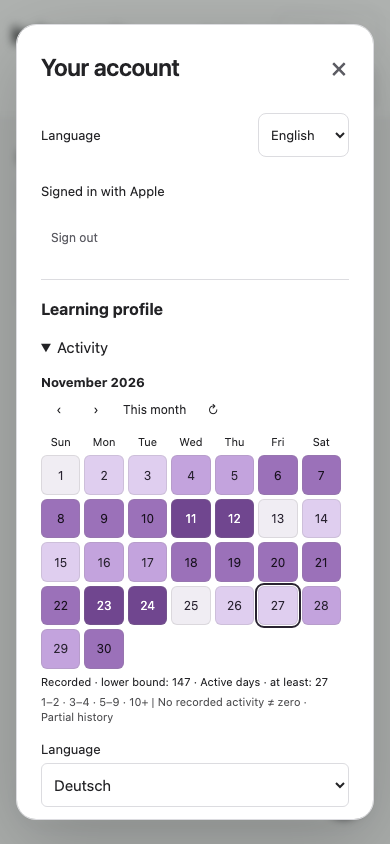 Your account
×
Language
English
Signed in with Apple
Sign out
Learning profile
▼ Activity
November 2026
‹ › This month ↻
Sun Mon Tue Wed Thu Fri Sat
1 2 3 4 5 6 7
8 9 10 11 12 13 14
15 16 17 18 19 20 21
22 23 24 25 26 27 28
29 30
Recorded · lower bound: 147 · Active days · at least: 27
1–2 · 3–4 · 5–9 · 10+ | No recorded activity ≠ zero ·
Partial history
Language
Deutsch